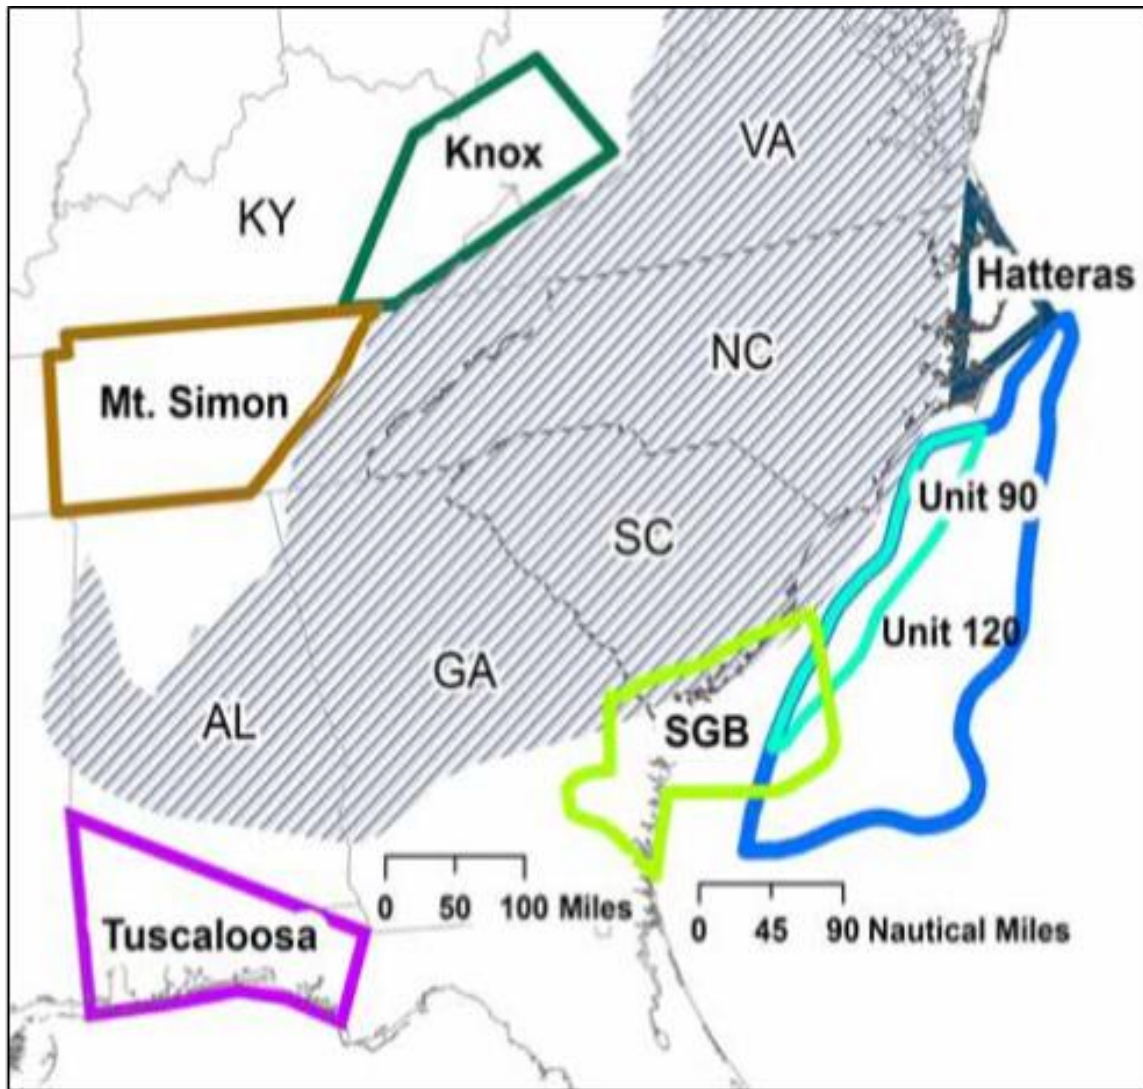 VA
Knox
KY
Hatteras
NC
Mt. Simon
Unit 90
SC
Unit 120
GA
AL
SGB
0 50 100 Miles
Tuscaloosa
0 45 90 Nautical Miles